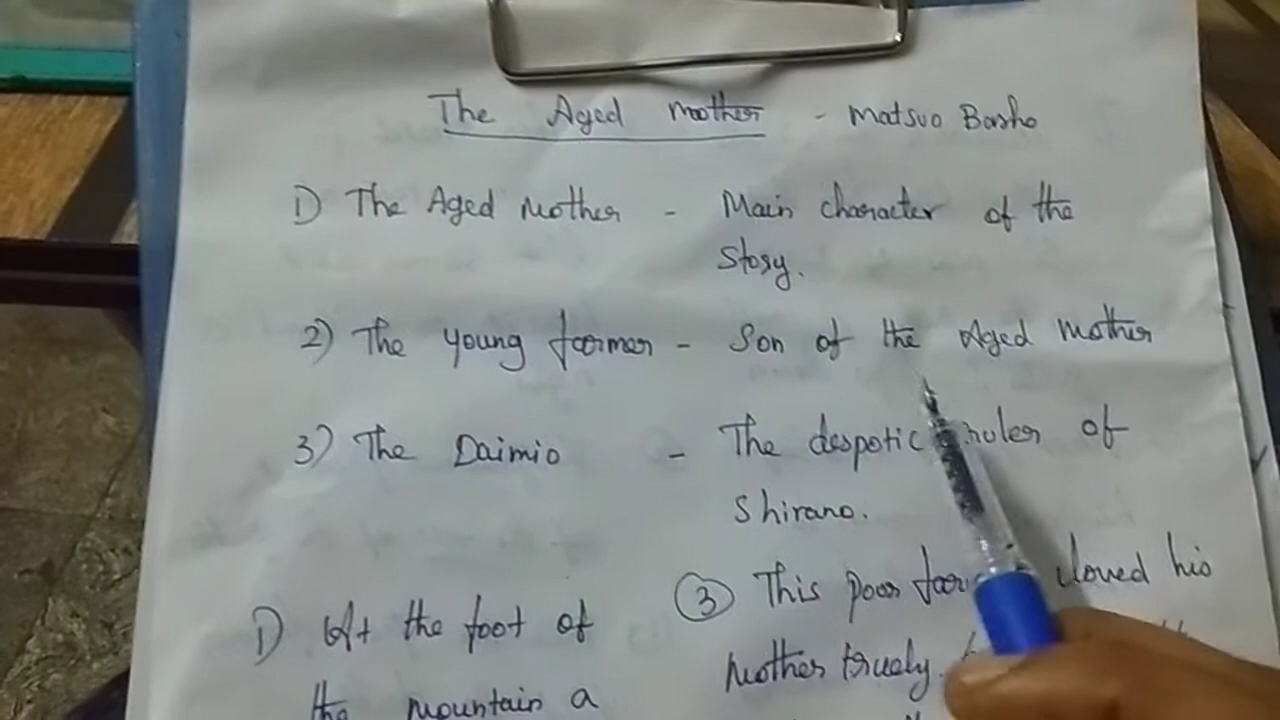 The Aged mother - Matsuo Basho
1) The Aged Mother - Main character of the
Story.
2) The young farmer - Son of the Aged Mother
3) The Daimio - The despotic ruler of
Shirano.
1) At the foot of
the mountain a
③ This poor loved his
Mother truely.